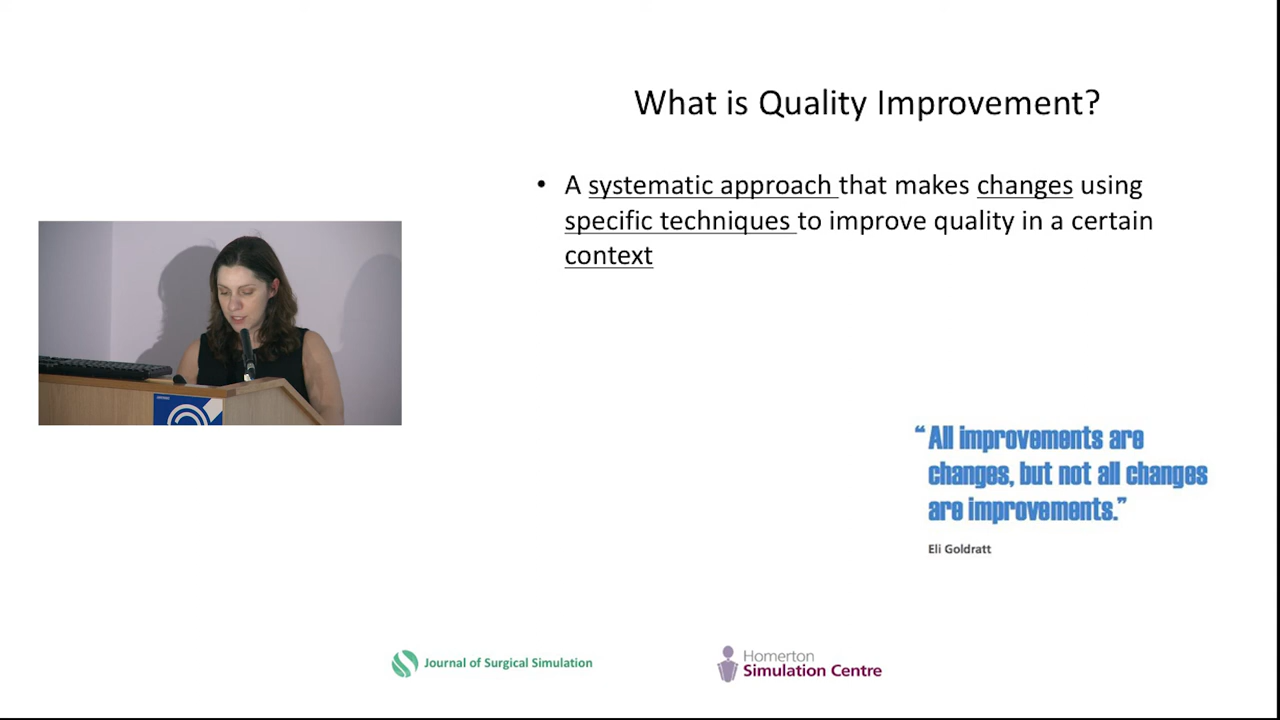 What is Quality Improvement?
• A systematic approach that makes changes using
specific techniques to improve quality in a certain
context
“ All improvements are
changes, but not all changes
are improvements.”
Eli Goldratt
Journal of Surgical Simulation
Homerton
Simulation Centre